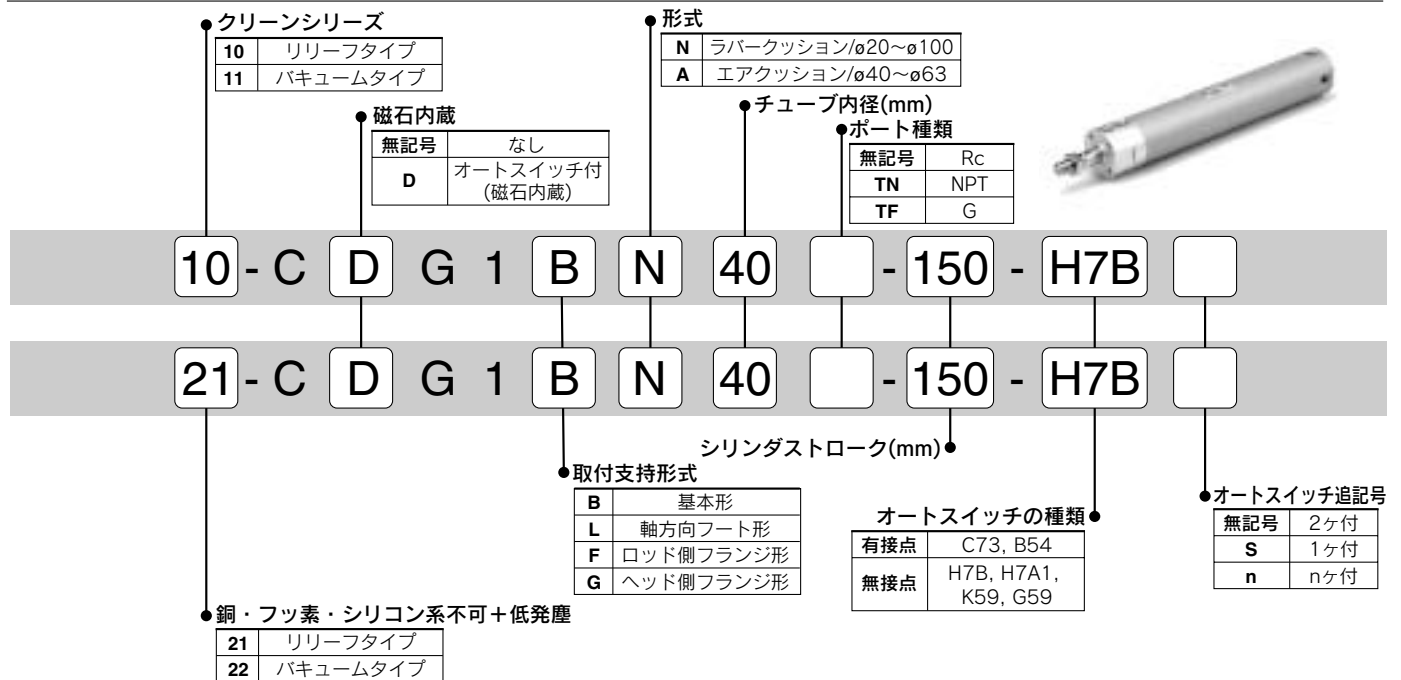 クリーンシリーズ
10 リリーフタイプ
11 バキュームタイプ
磁石内蔵
無記号 なし
D オートスイッチ付
(磁石内蔵)
形式
N ラバークッション/ø20～ø100
A エアクッション/ø40～ø63
チューブ内径(mm)
ポート種類
無記号 Rc
TN NPT
TF G
10 - C D G 1 B N 40 - 150 - H7B
21 - C D G 1 B N 40 - 150 - H7B
シリンダストローク(mm)
取付支持形式
B 基本形
L 軸方向フート形
F ロッド側フランジ形
G ヘッド側フランジ形
オートスイッチの種類
有接点 C73, B54
無接点 H7B, H7A1,
K59, G59
オートスイッチ追記号
無記号 2ヶ付
S 1ヶ付
n nヶ付
銅・フッ素・シリコン系不可＋低発塵
21 リリーフタイプ
22 バキュームタイプ